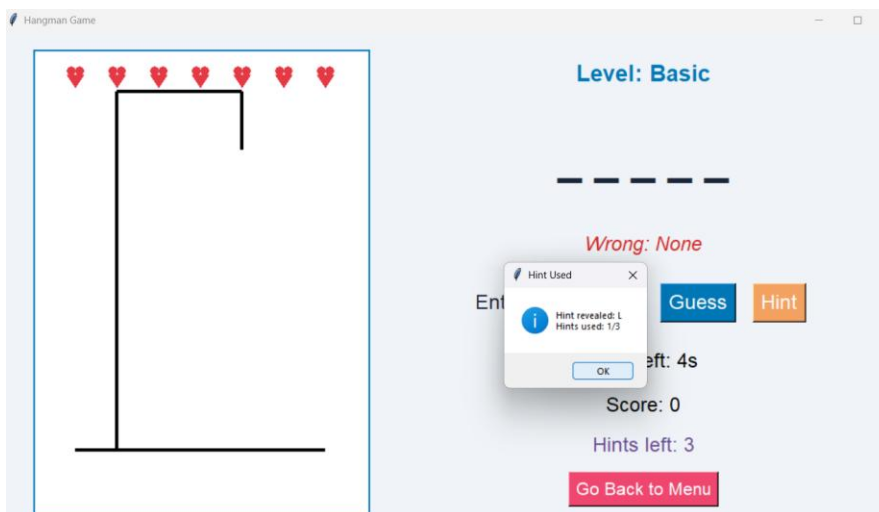 Hangman Game
Level: Basic
_ _ _ _ _
Wrong: None
Hint Used
Hint revealed: L
Hints used: 1/3
OK
Guess
Hint
4s
Score: 0
Hints left: 3
Go Back to Menu